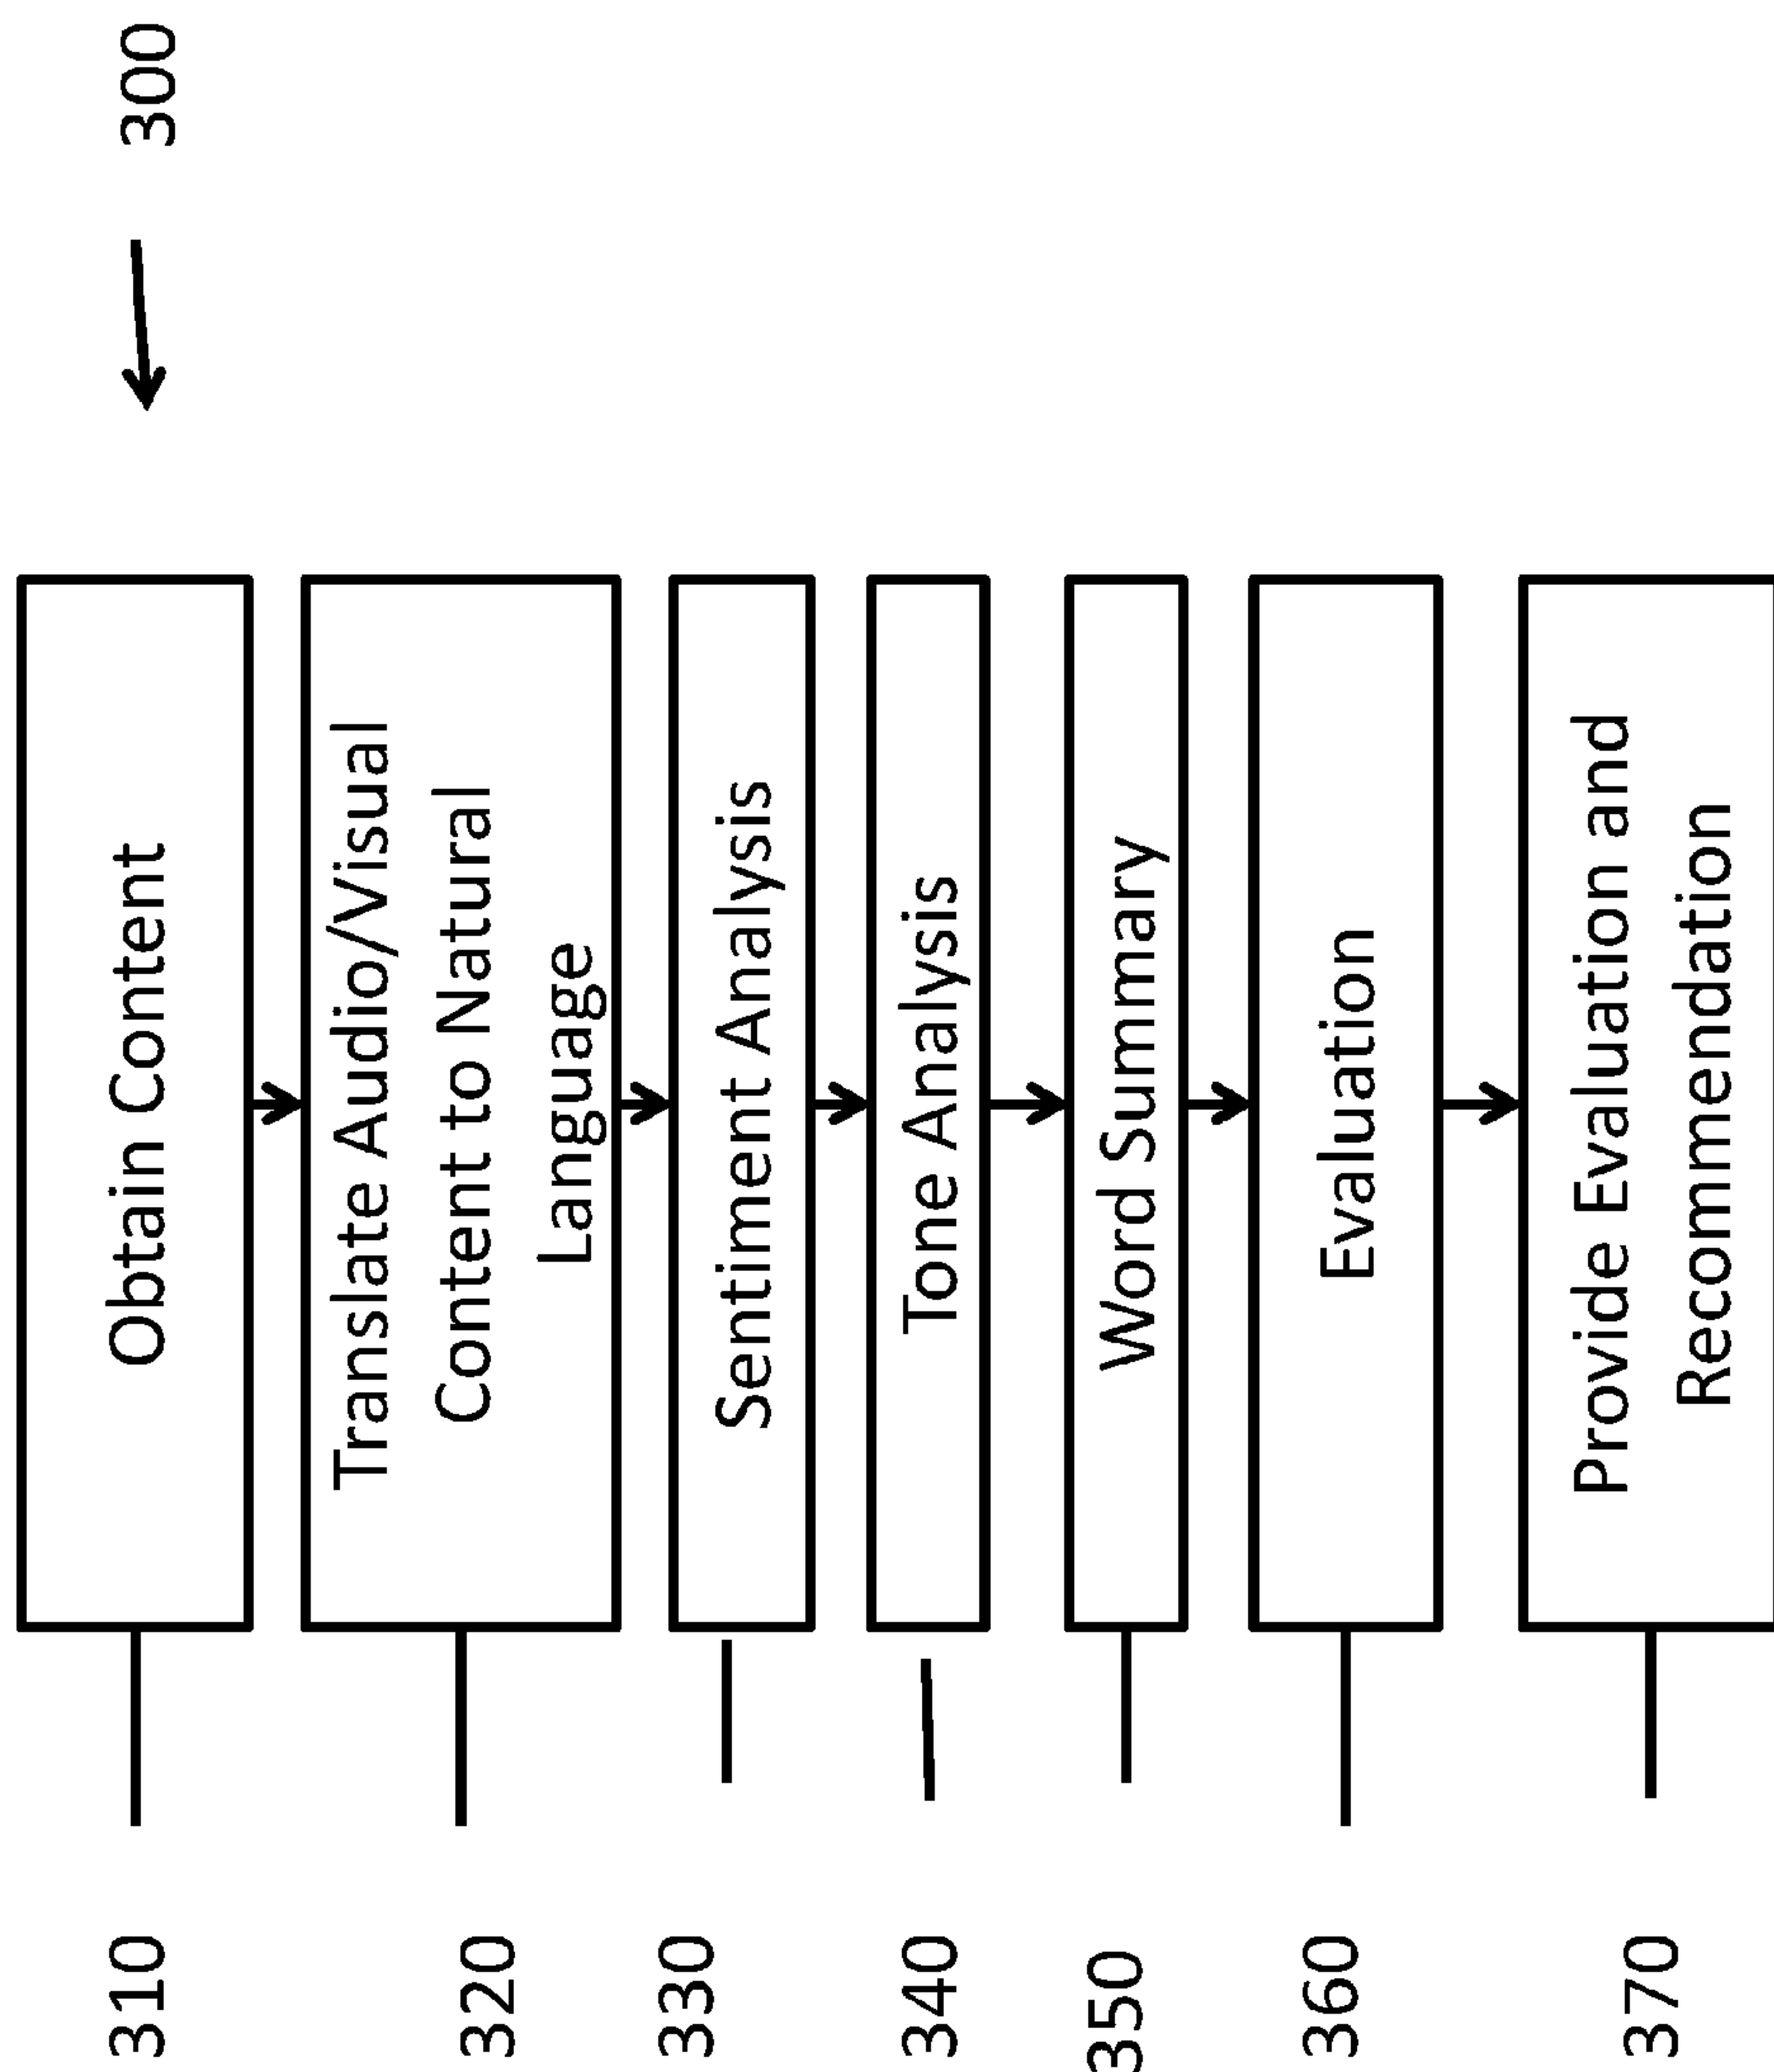 300
310
Obtain Content
320
Translate Audio/Visual
Content to Natural
Language
330
Sentiment Analysis
340
Tone Analysis
350
Word Summary
360
Evaluation
370
Provide Evaluation and
Recommendation